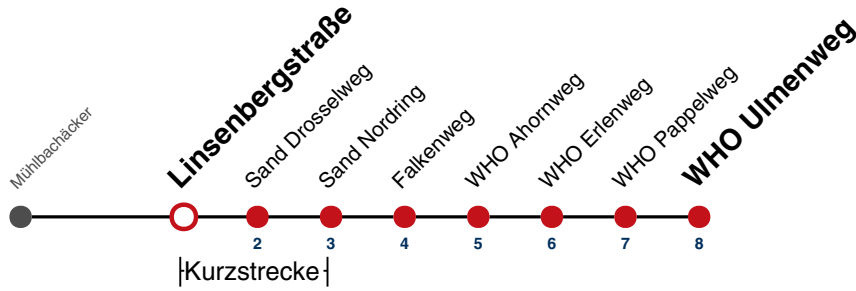 Mühlbachäcker
Linsenbergstraße
Sand Drosselweg
Sand Nordring
Falkenweg
WHO Ahornweg
WHO Erlenweg
WHO Pappelweg
WHO Ulmenweg
2 3 4 5 6 7 8
Kurzstrecke